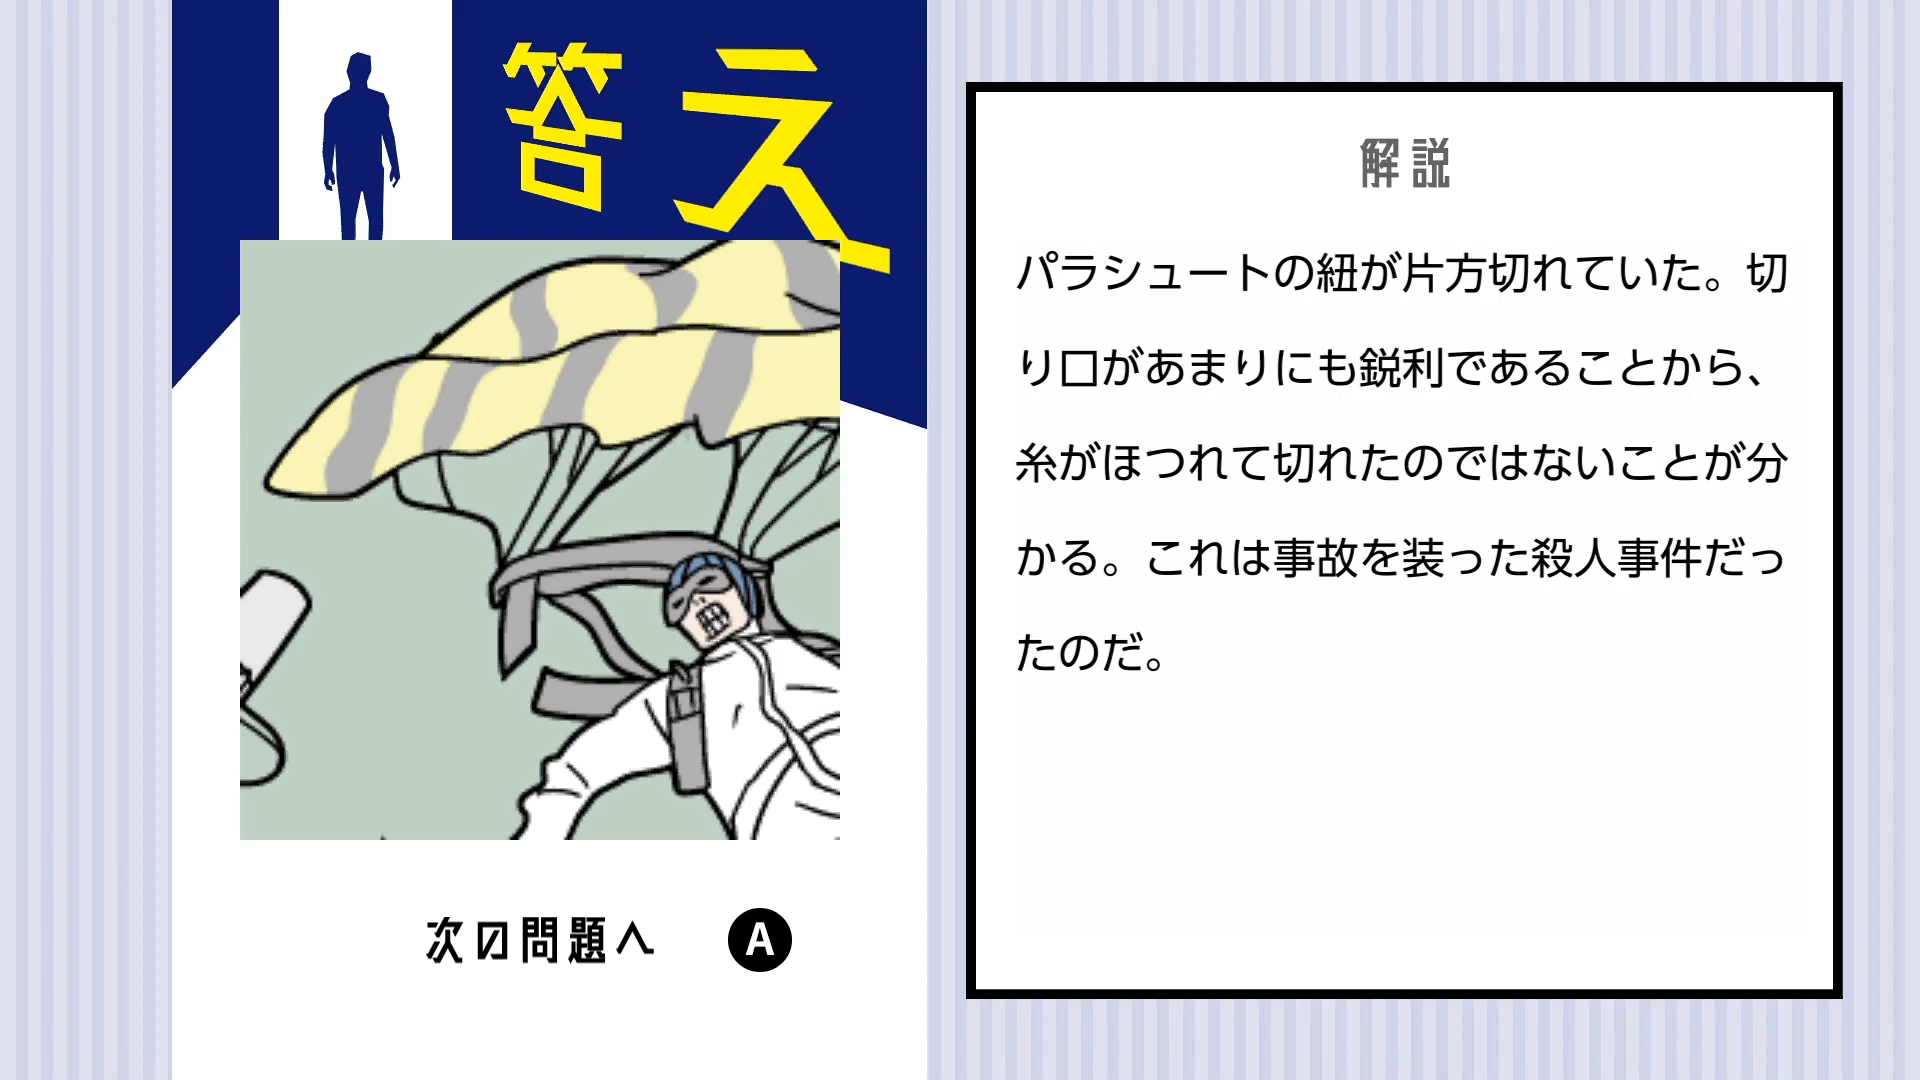 答え
解説
パラシュートの紐が片方切れていた。切
り口があまりにも鋭利であることから、
糸がほつれて切れたのではないことが分
かる。これは事故を装った殺人事件だっ
たのだ。
次の問題へ A